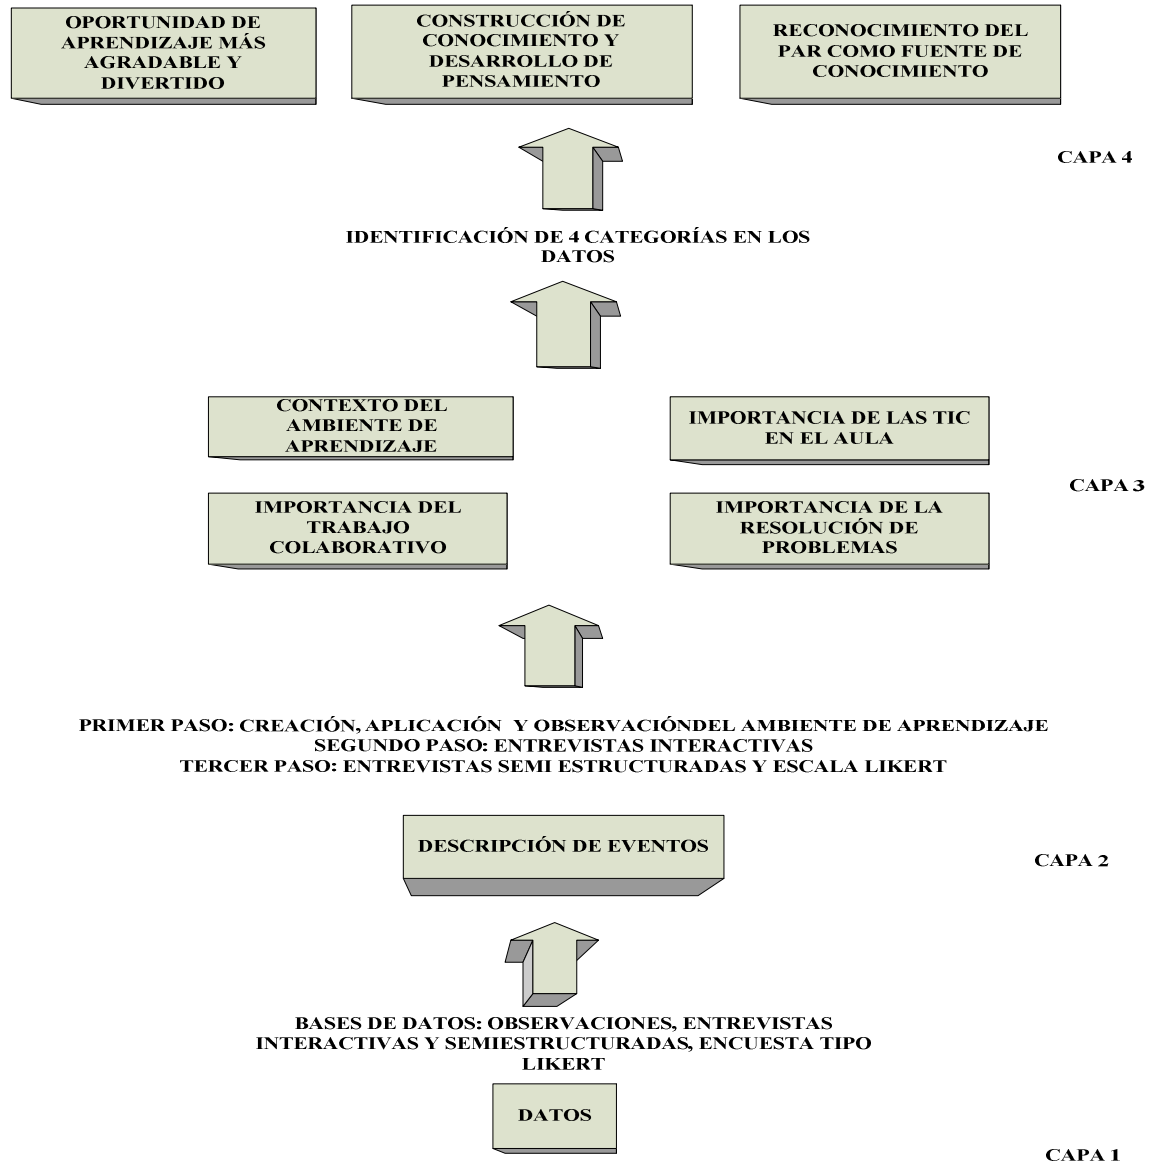 OPORTUNIDAD DE
APRENDIZAJE MÁS
AGRADABLE Y
DIVERTIDO
CONSTRUCCIÓN DE
CONOCIMIENTO Y
DESARROLLO DE
PENSAMIENTO
RECONOCIMIENTO DEL
PAR COMO FUENTE DE
CONOCIMIENTO
CAPA 4
IDENTIFICACIÓN DE 4 CATEGORÍAS EN LOS
DATOS
CONTEXTO DEL
AMBIENTE DE
APRENDIZAJE
IMPORTANCIA DE LAS TIC
EN EL AULA
CAPA 3
IMPORTANCIA DEL
TRABAJO
COLABORATIVO
IMPORTANCIA DE LA
RESOLUCIÓN DE
PROBLEMAS
PRIMER PASO: CREACIÓN, APLICACIÓN Y OBSERVACIÓNDEL AMBIENTE DE APRENDIZAJE
SEGUNDO PASO: ENTREVISTAS INTERACTIVAS
TERCER PASO: ENTREVISTAS SEMI ESTRUCTURADAS Y ESCALA LIKERT
DESCRIPCIÓN DE EVENTOS
CAPA 2
BASES DE DATOS: OBSERVACIONES, ENTREVISTAS
INTERACTIVAS Y SEMIESTRUCTURADAS, ENCUESTA TIPO
LIKERT
DATOS
CAPA 1